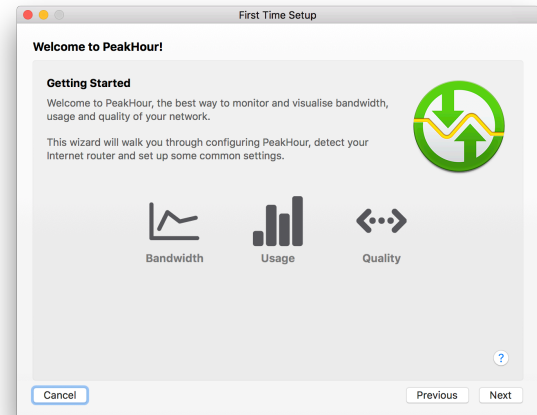 First Time Setup
Welcome to PeakHour!
Getting Started
Welcome to PeakHour, the best way to monitor and visualise bandwidth,
usage and quality of your network.
This wizard will walk you through configuring PeakHour, detect your
Internet router and set up some common settings.
Bandwidth Usage Quality
?
Cancel Previous Next